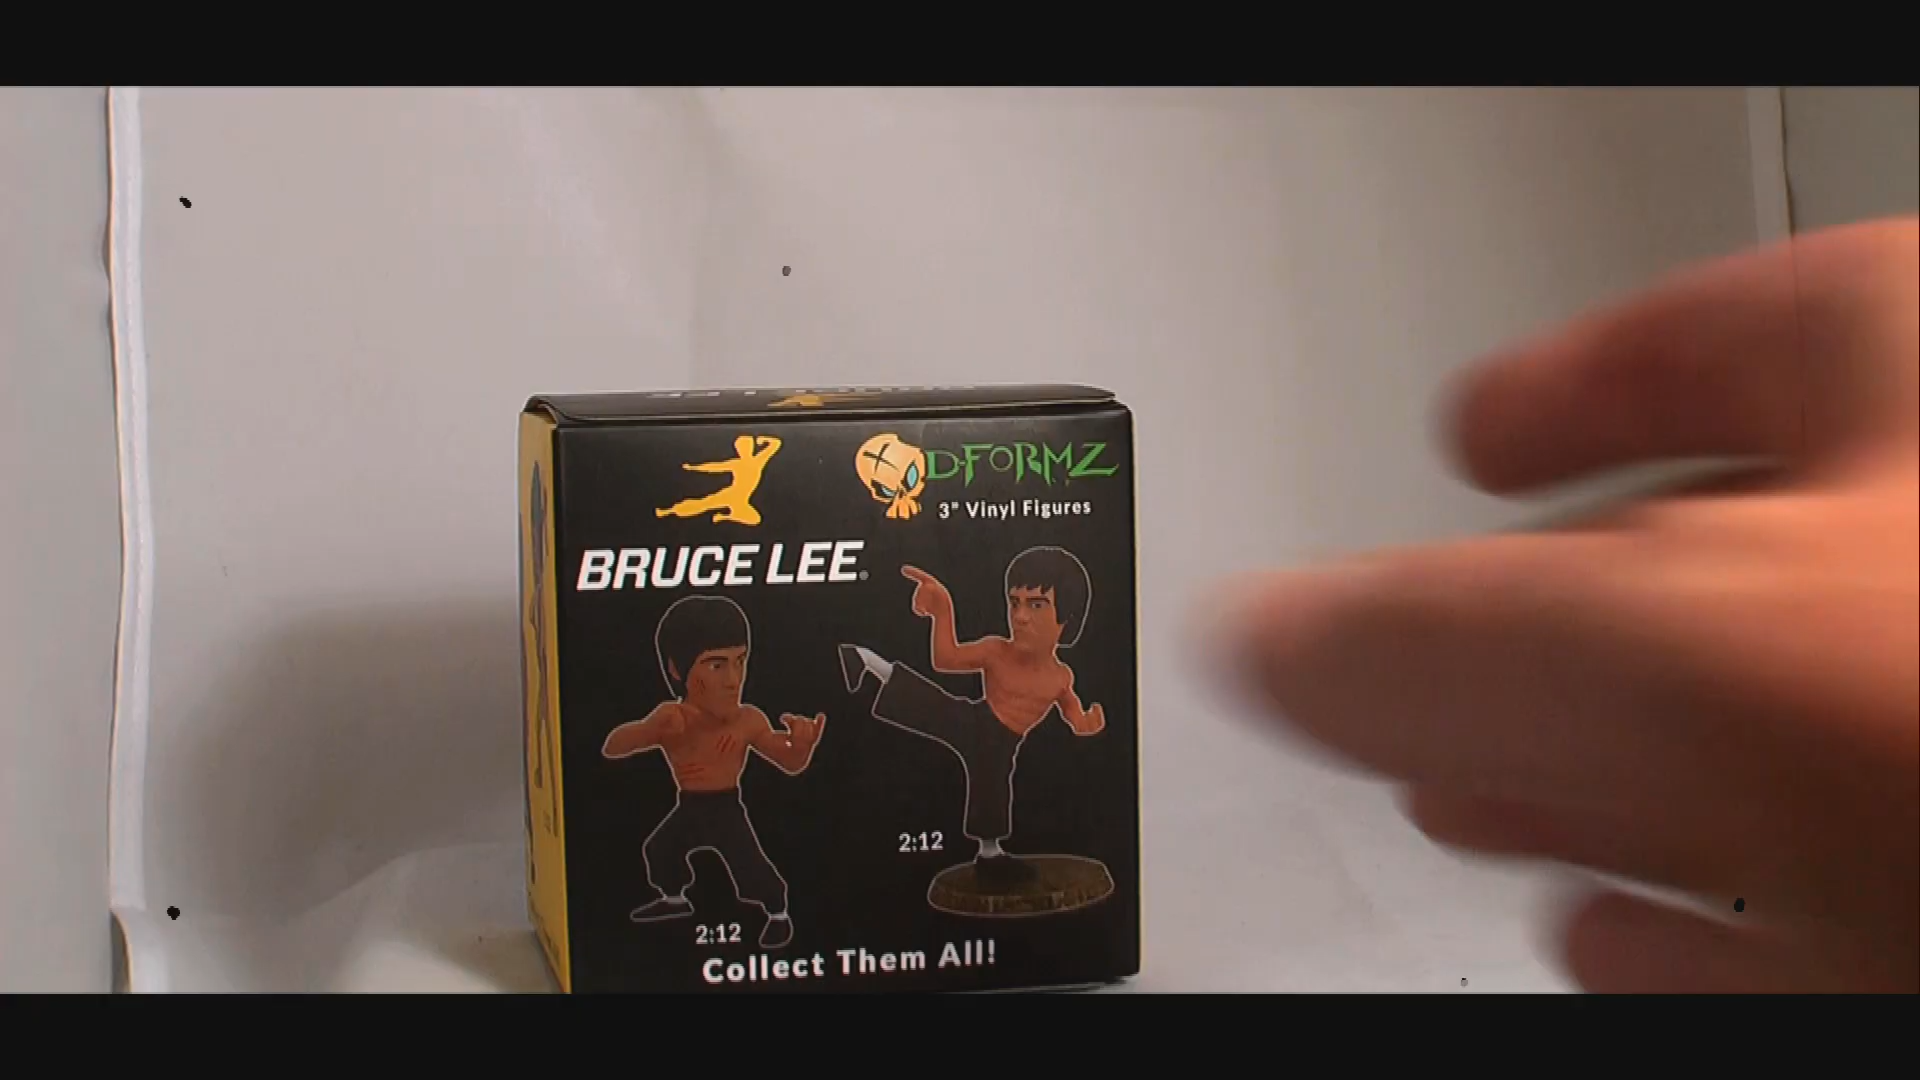 D-FORMZ
3" Vinyl Figures
BRUCE LEE®
2:12
2:12
Collect Them All!